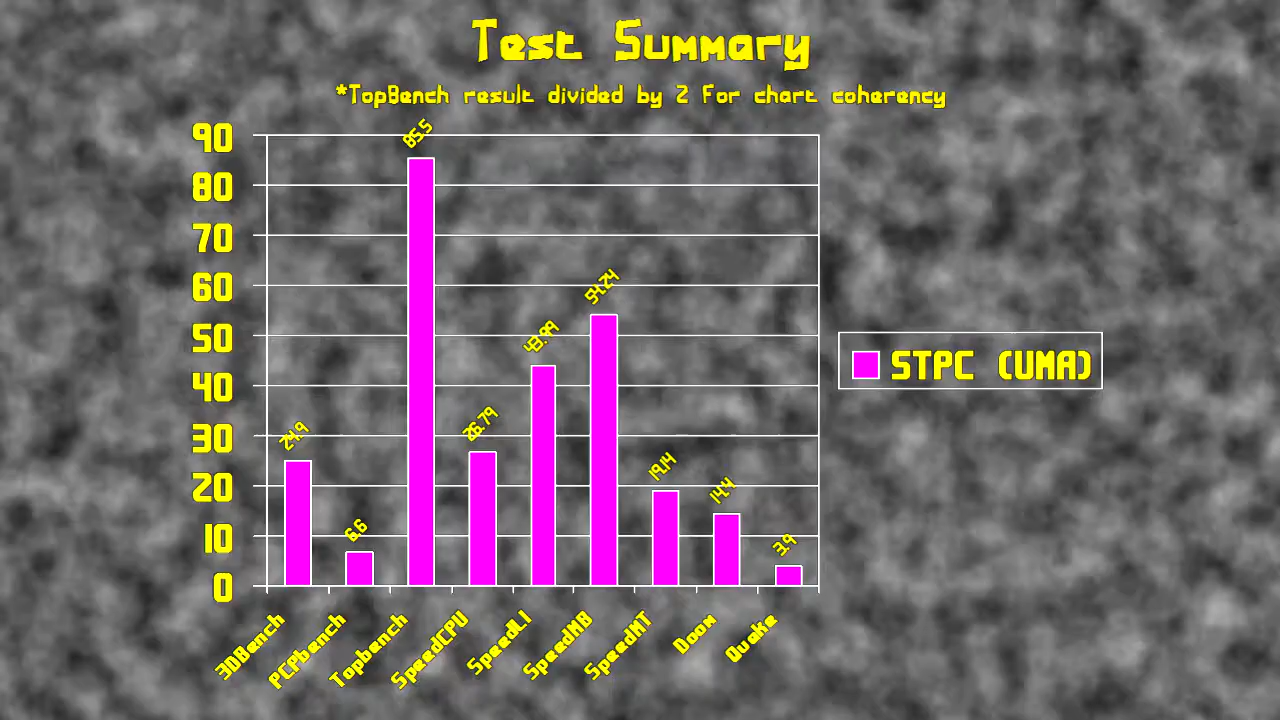 Test Summary
*TopBench result divided by 2 for chart coherency
90
80
70
60
50
40
30
20
10
0
24.9
6.6
85.5
26.79
43.99
54.24
19.14
14.4
3.9
3DBench
PCPbench
Topbench
SpeedCPU
SpeedL1
SpeedMB
SpeedMT
Doom
Quake
STPC (UMA)